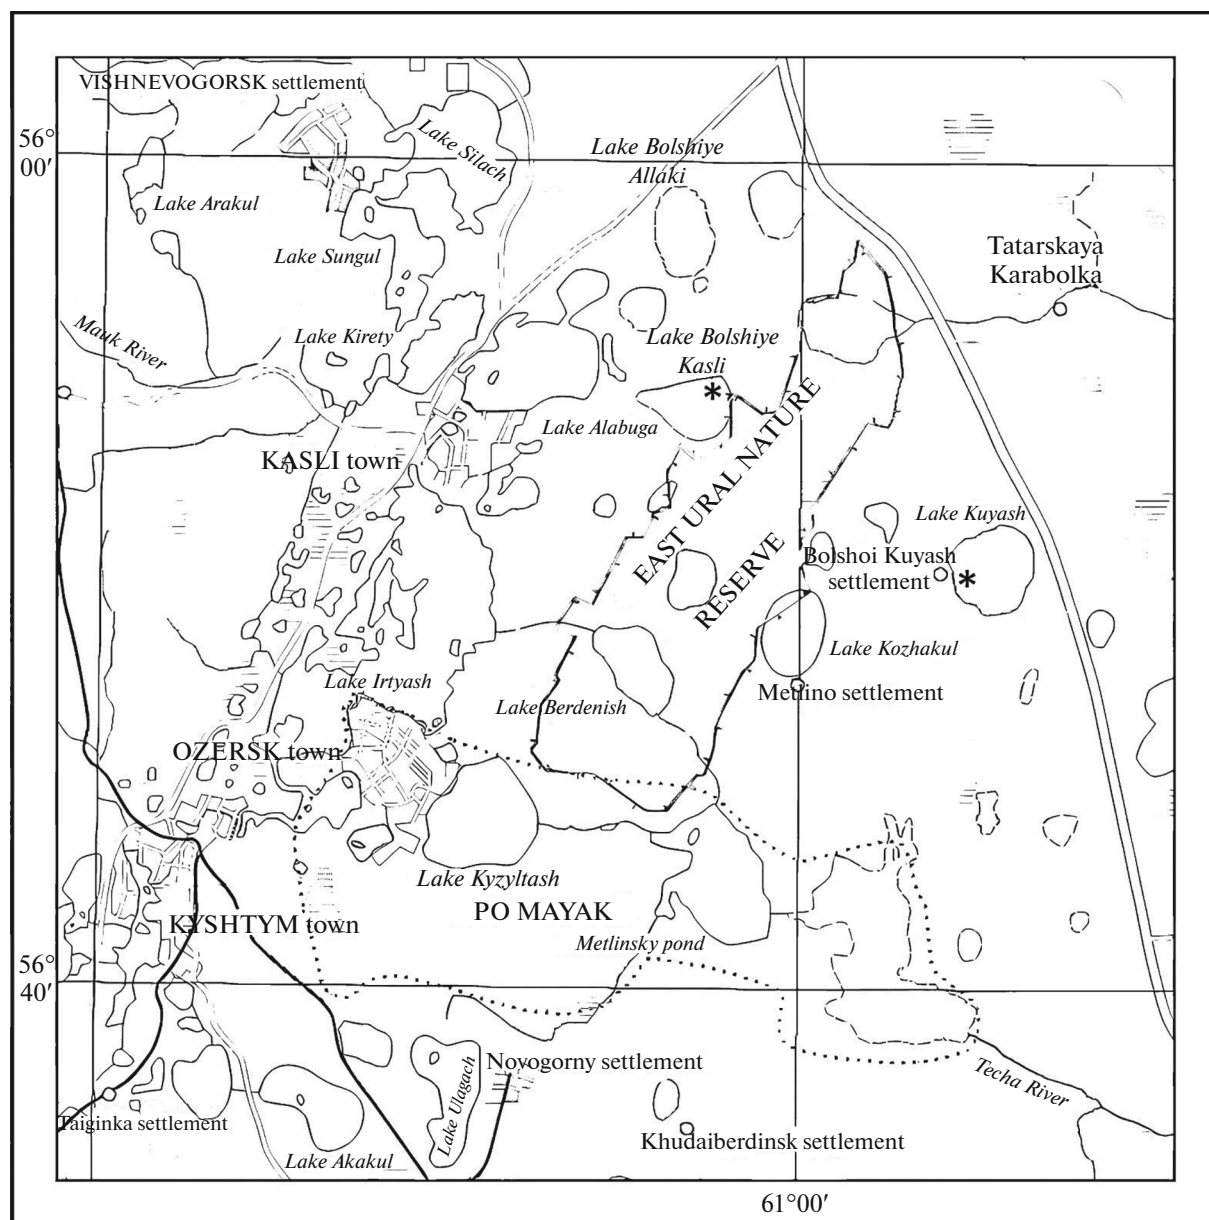 VISHNEVOGORSK settlement
56°
00′
Lake Silach
Lake Bolshiye
Allaki
Lake Arakul
Lake Sungul
Tatarskaya
Karabolka
Mauk River
Lake Kirety
Lake Bolshiye
Kasli
*
Lake Alabuga
KASLI town
EAST URAL NATURE
RESERVE
Lake Kuyash
Bolshoi Kuyash
settlement
*
Lake Kozhakul
Lake Irtyash
Metlino settlement
Lake Berdenish
OZERSK town
Lake Kyzyltash
PO MAYAK
KYSHTYM town
Metlinsky pond
56°
40′
Novogorny settlement
Lake Ulagach
Techa River
Taiginka settlement
Khudaiberdinsk settlement
Lake Akakul
61°00′